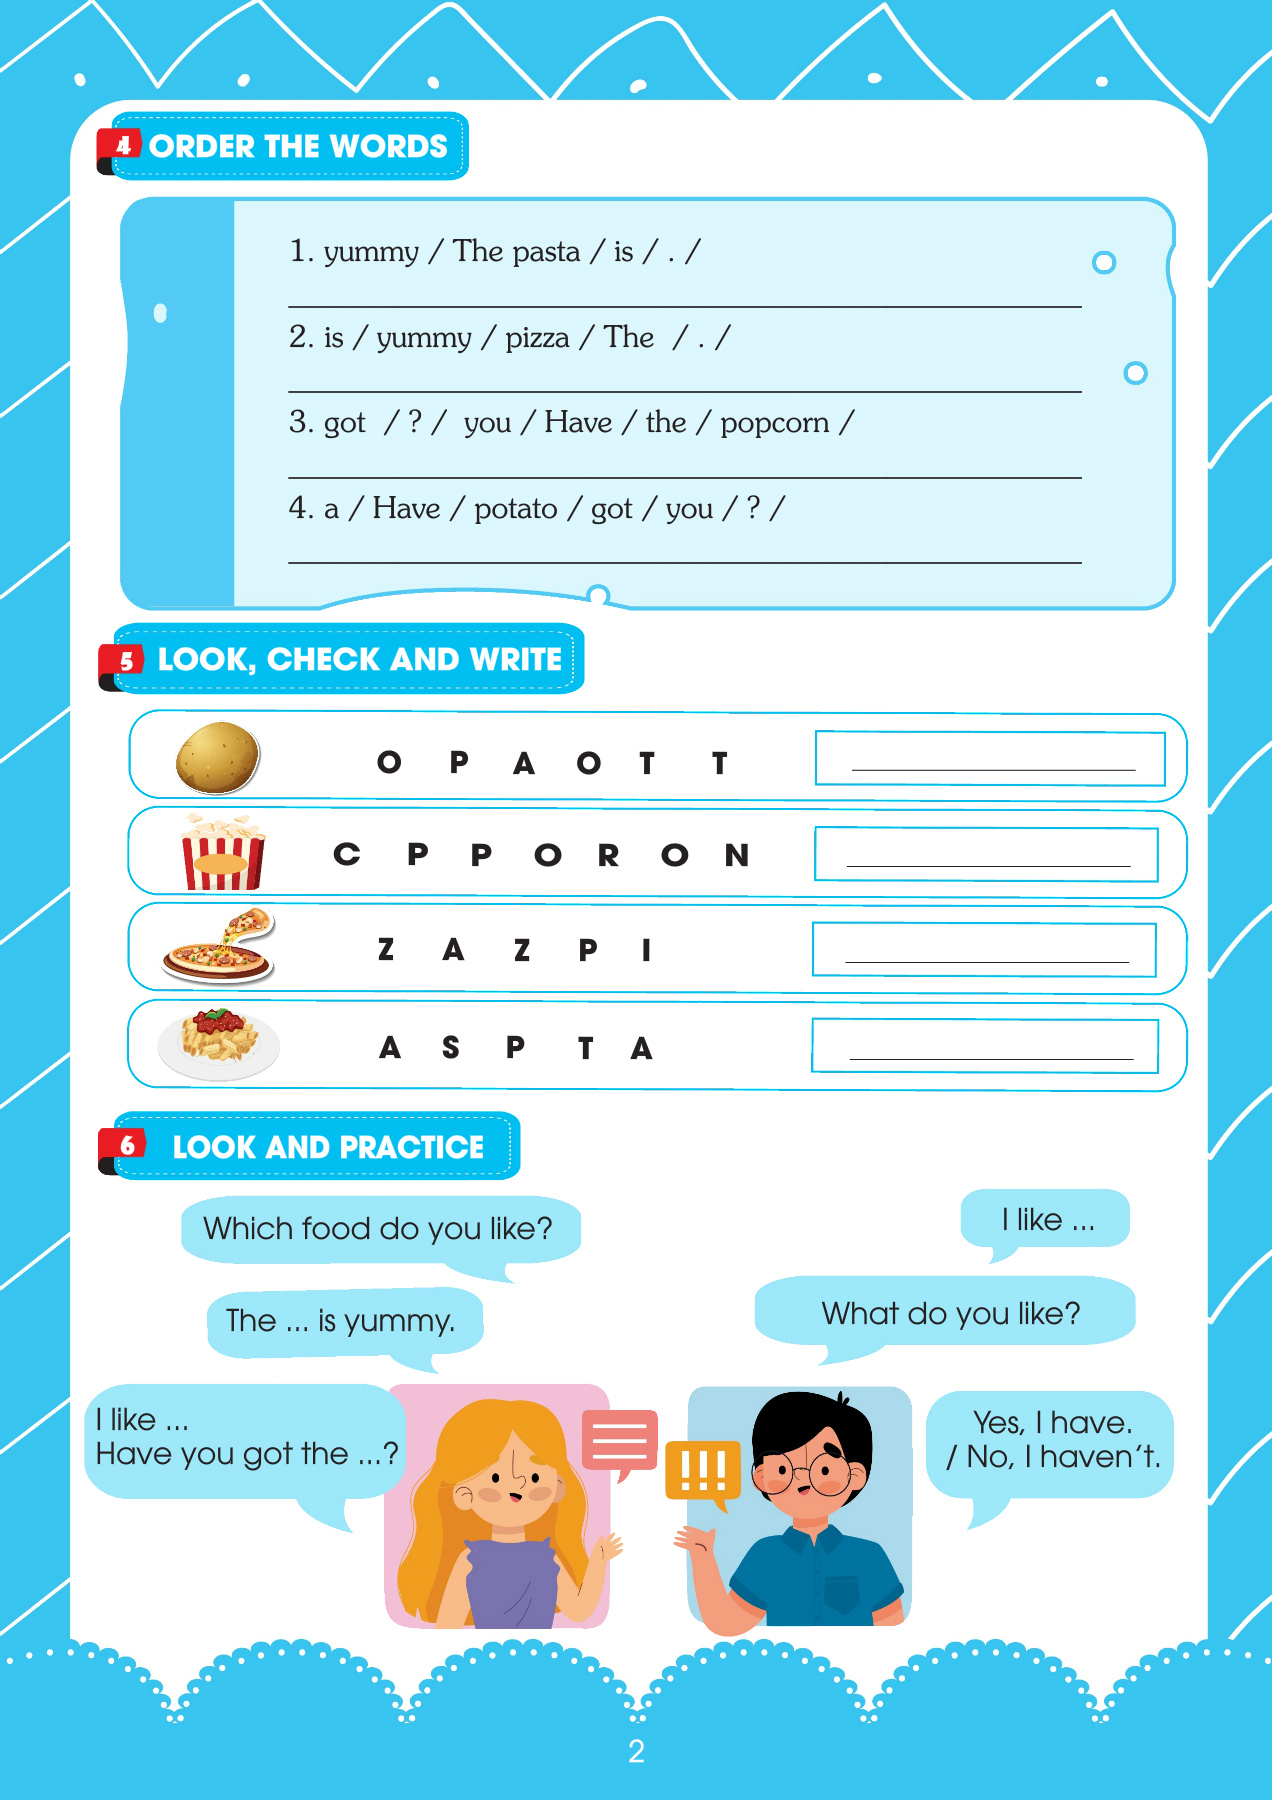 4 ORDER THE WORDS
1. yummy / The pasta / is / . /
2. is / yummy / pizza / The / . /
3. got / ? / you / Have / the / popcorn /
4. a / Have / potato / got / you / ? /
5 LOOK, CHECK AND WRITE
O P A O T T
C P P O R O N
Z A Z P I
A S P T A
6 LOOK AND PRACTICE
Which food do you like?
I like ...
The ... is yummy.
What do you like?
I like ...
Have you got the ...?
!!!
Yes, I have.
/ No, I haven't.
2